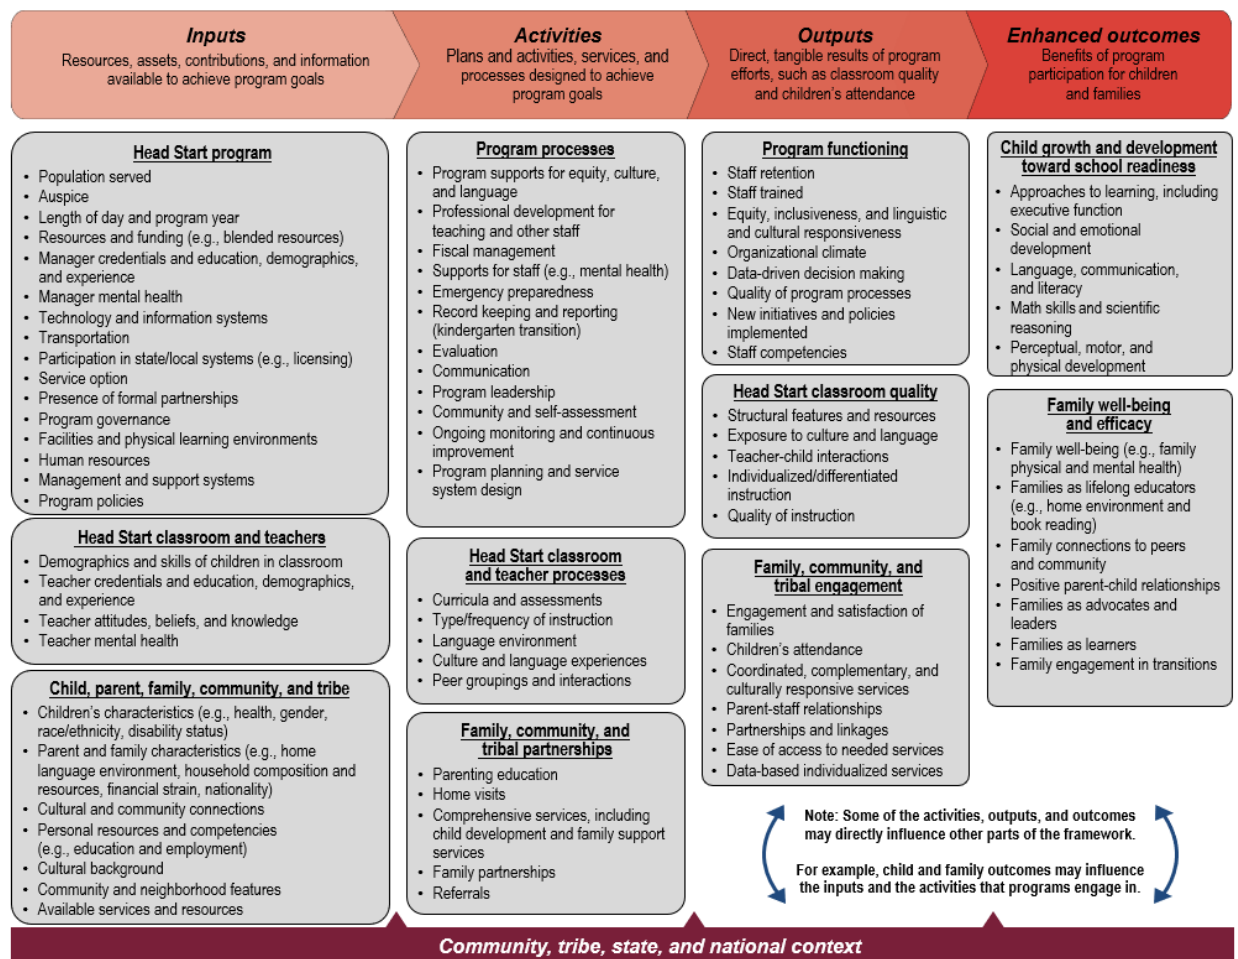 Inputs
Resources, assets, contributions, and information
available to achieve program goals
Activities
Plans and activities, services, and
processes designed to achieve
program goals
Outputs
Direct, tangible results of program
efforts, such as classroom quality
and children's attendance
Enhanced outcomes
Benefits of program
participation for children
and families
Head Start program
• Population served
• Auspice
• Length of day and program year
• Resources and funding (e.g., blended resources)
• Manager credentials and education, demographics,
and experience
• Manager mental health
• Technology and information systems
• Transportation
• Participation in state/local systems (e.g., licensing)
• Service option
• Presence of formal partnerships
• Program governance
• Facilities and physical learning environments
• Human resources
• Management and support systems
• Program policies
Head Start classroom and teachers
• Demographics and skills of children in classroom
• Teacher credentials and education, demographics,
and experience
• Teacher attitudes, beliefs, and knowledge
• Teacher mental health
Child, parent, family, community, and tribe
• Children's characteristics (e.g., health, gender,
race/ethnicity, disability status)
• Parent and family characteristics (e.g., home
language environment, household composition and
resources, financial strain, nationality)
• Cultural and community connections
• Personal resources and competencies
(e.g., education and employment)
• Cultural background
• Community and neighborhood features
• Available services and resources
Program processes
• Program supports for equity, culture,
and language
• Professional development for
teaching and other staff
• Fiscal management
• Supports for staff (e.g., mental health)
• Emergency preparedness
• Record keeping and reporting
(kindergarten transition)
• Evaluation
• Communication
• Program leadership
• Community and self-assessment
• Ongoing monitoring and continuous
improvement
• Program planning and service
system design
Head Start classroom
and teacher processes
• Curricula and assessments
• Type/frequency of instruction
• Language environment
• Culture and language experiences
• Peer groupings and interactions
Family, community, and
tribal partnerships
• Parenting education
• Home visits
• Comprehensive services, including
child development and family support
services
• Family partnerships
• Referrals
Program functioning
• Staff retention
• Staff trained
• Equity, inclusiveness, and linguistic
and cultural responsiveness
• Organizational climate
• Data-driven decision making
• Quality of program processes
• New initiatives and policies
implemented
• Staff competencies
Head Start classroom quality
• Structural features and resources
• Exposure to culture and language
• Teacher-child interactions
• Individualized/differentiated
instruction
• Quality of instruction
Family, community, and
tribal engagement
• Engagement and satisfaction of
families
• Children's attendance
• Coordinated, complementary, and
culturally responsive services
• Parent-staff relationships
• Partnerships and linkages
• Ease of access to needed services
• Data-based individualized services
Child growth and development
toward school readiness
• Approaches to learning, including
executive function
• Social and emotional
development
• Language, communication,
and literacy
• Math skills and scientific
reasoning
• Perceptual, motor, and
physical development
Family well-being
and efficacy
• Family well-being (e.g., family
physical and mental health)
• Families as lifelong educators
(e.g., home environment and
book reading)
• Family connections to peers
and community
• Positive parent-child relationships
• Families as advocates and
leaders
• Families as learners
• Family engagement in transitions
Note: Some of the activities, outputs, and outcomes
may directly influence other parts of the framework.
For example, child and family outcomes may influence
the inputs and the activities that programs engage in.
Community, tribe, state, and national context